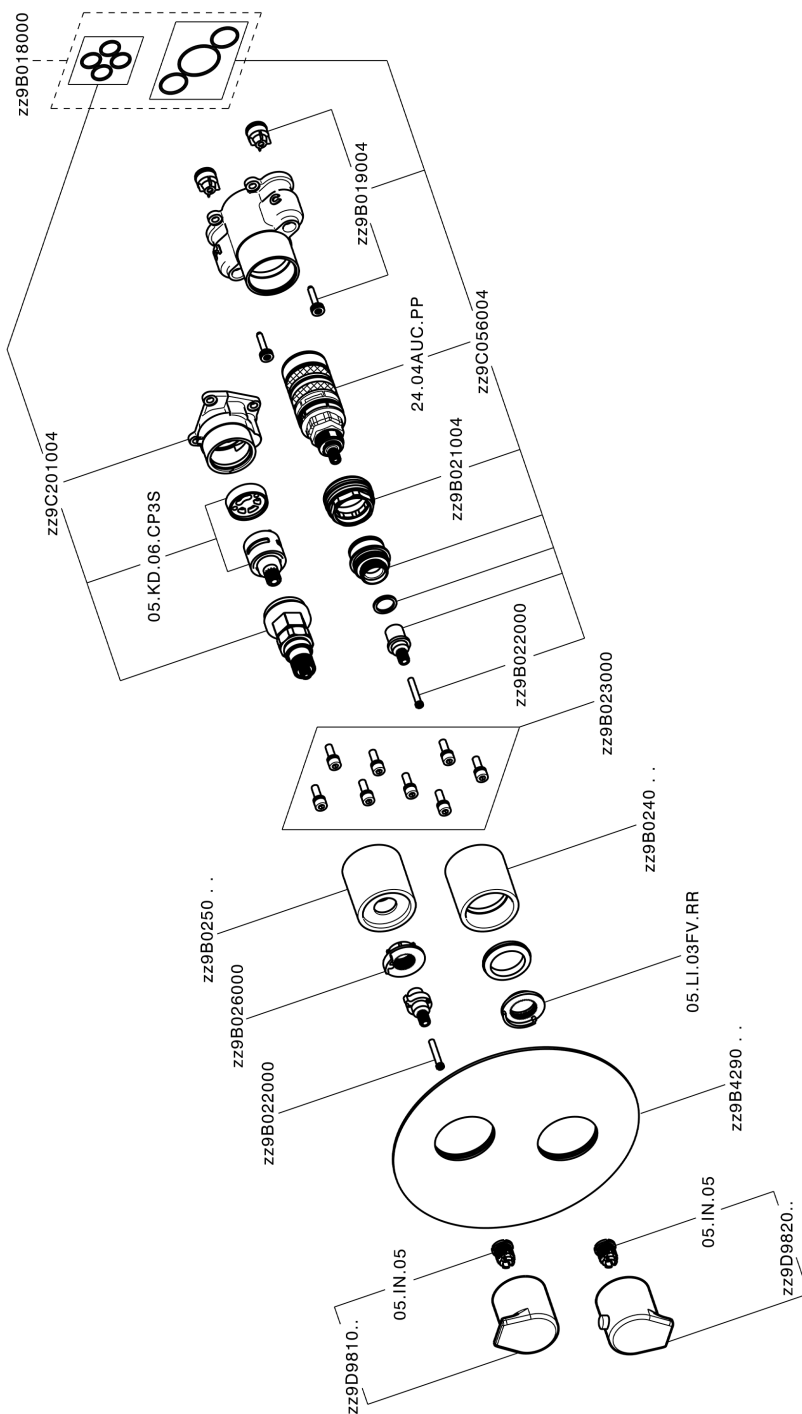 zz9B018000
zz9B019004
24.04AUC.PP
zz9C056004
zz9C201004
05.KD.06.CP3S
zz9B021004
zz9B022000
zz9B023000
zz9B0240 . .
zz9B0250 . .
zz9B026000
05.LI.03FV.RR
zz9B022000
zz9B4290 . .
05.IN.05
05.IN.05
zz9D9810..
zz9D9820..